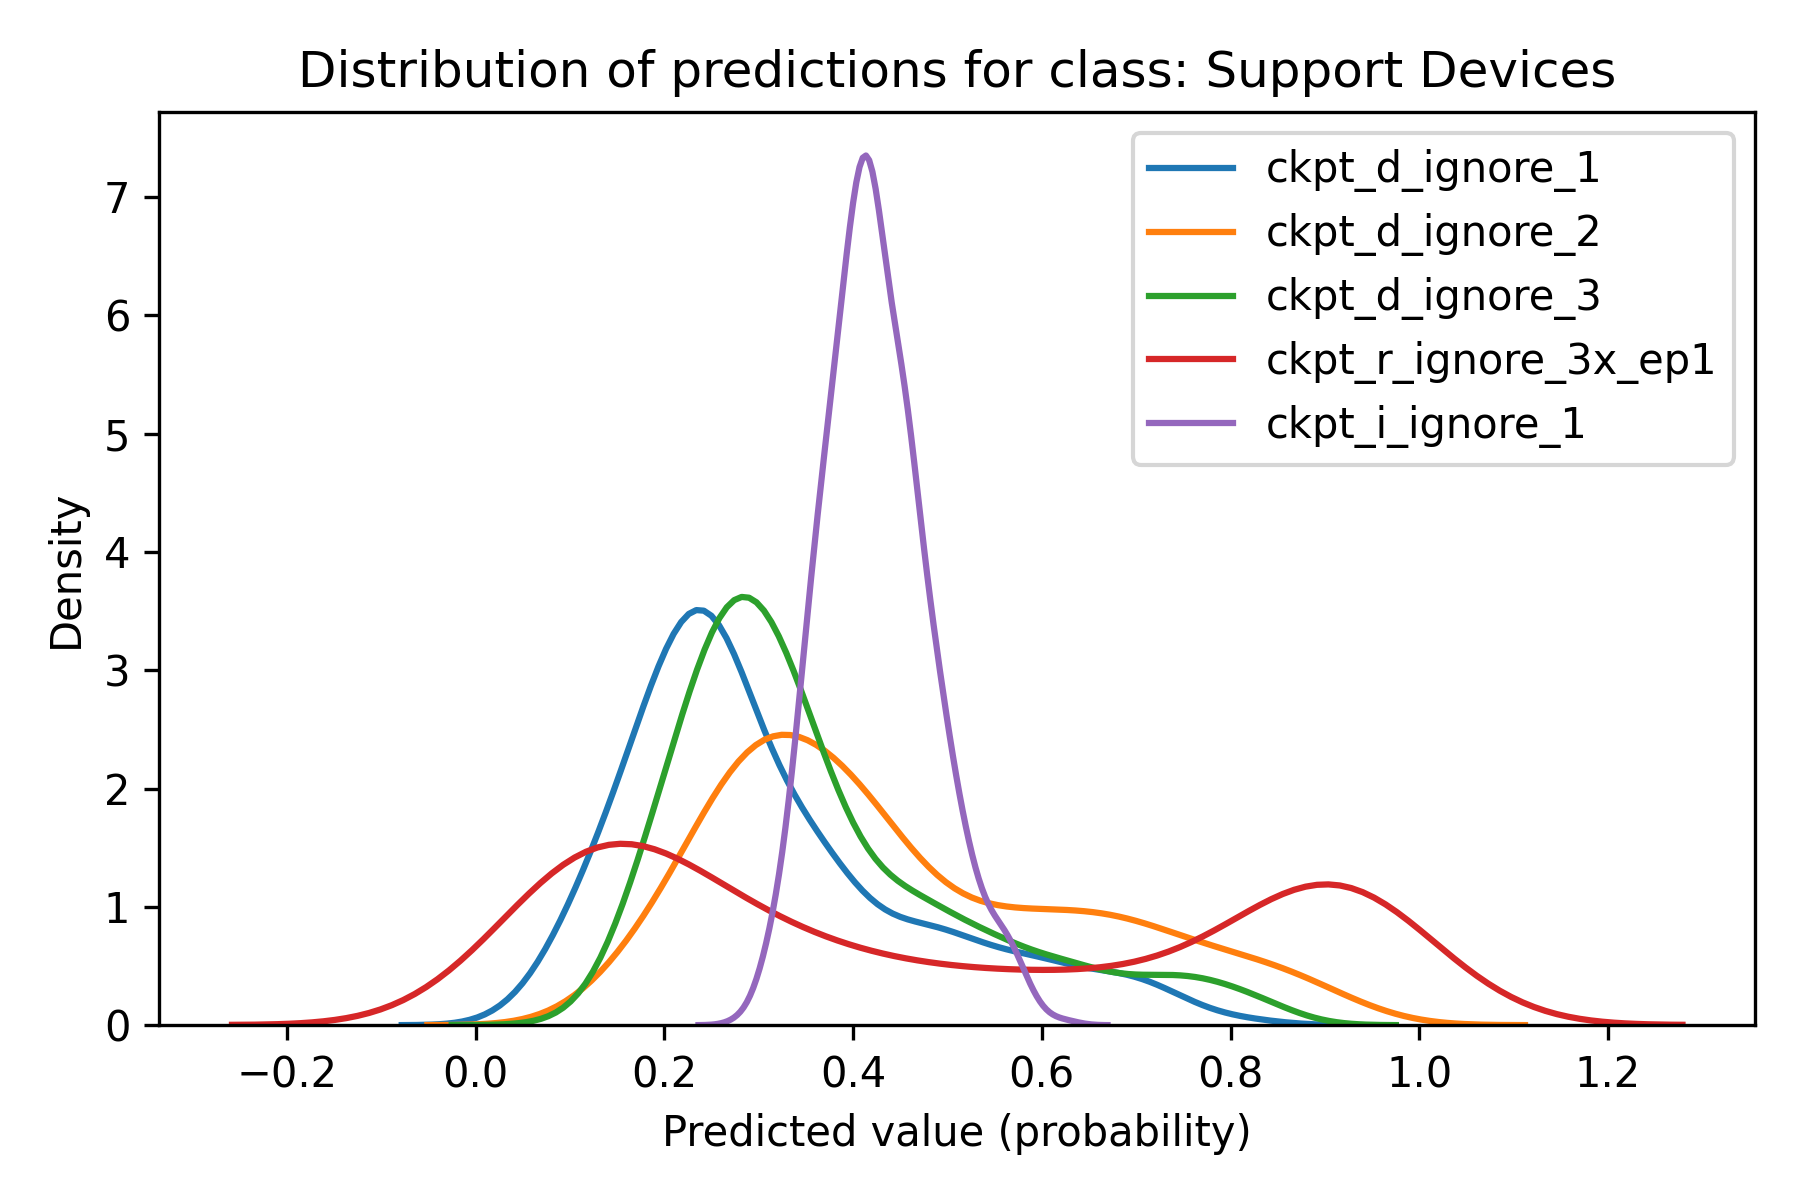 Distribution of predictions for class: Support Devices
ckpt_d_ignore_1
ckpt_d_ignore_2
ckpt_d_ignore_3
ckpt_r_ignore_3x_ep1
ckpt_i_ignore_1
Density
7
6
5
4
3
2
1
0
−0.2 0.0 0.2 0.4 0.6 0.8 1.0 1.2
Predicted value (probability)